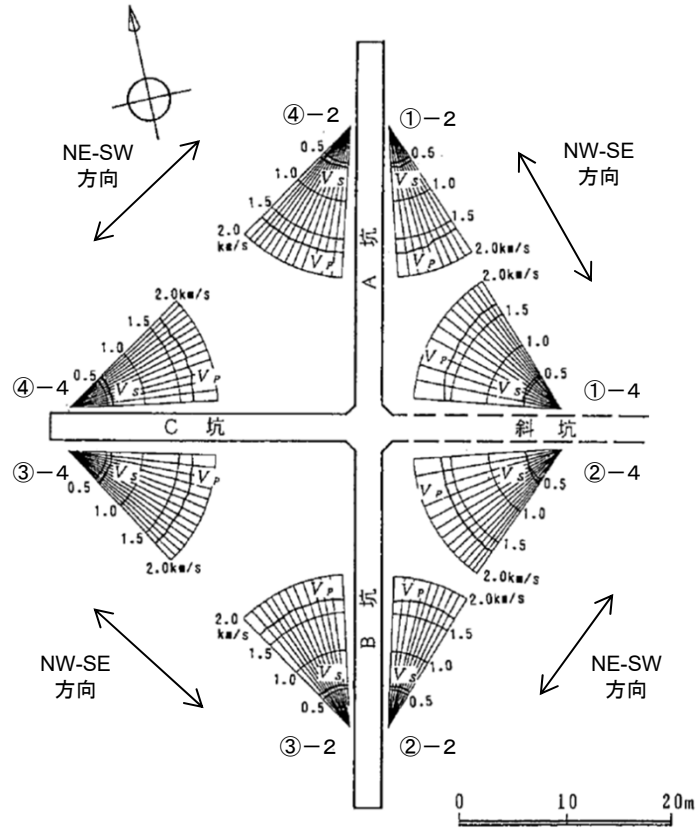 ④－2
①－2
NE-SW
方向
NW-SE
方向
0.5
1.0
1.5
2.0
km/s
Vs
VP
0.5
1.0
1.5
2.0km/s
Vs
VP
A 坑
2.0km/s
1.5
1.0
0.5
Vs
VP
④－4
2.0km/s
1.5
1.0
0.5
Vs
VP
①－4
C 坑
斜 坑
③－4
0.5
1.0
1.5
2.0km/s
Vs
VP
②－4
0.5
1.0
1.5
2.0km/s
Vs
VP
B 坑
2.0
km/s
1.5
1.0
0.5
VP
Vs
2.0km/s
1.5
1.0
0.5
VP
Vs
NW-SE
方向
NE-SW
方向
③－2
②－2
0 10 20m